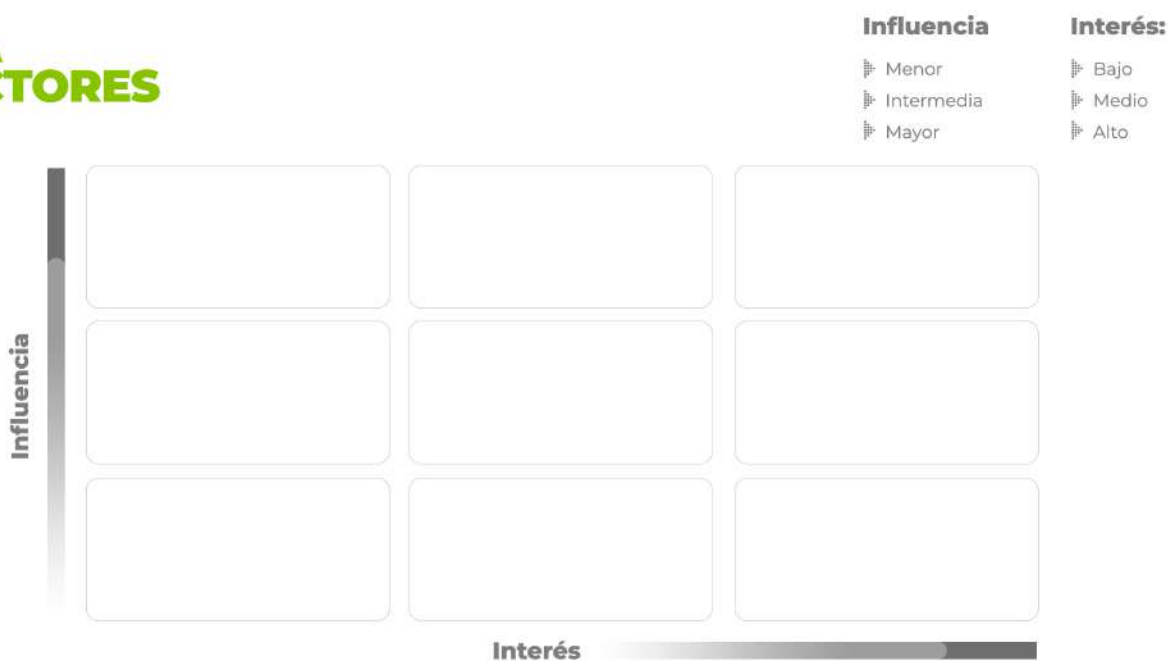 CTORES
Influencia
Menor
Intermedia
Mayor
Interés:
Bajo
Medio
Alto
Influencia
Interés